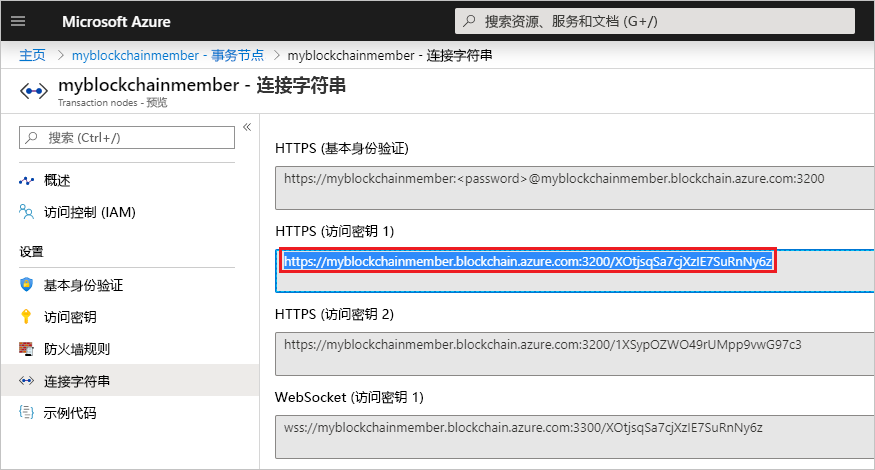 Microsoft Azure
搜索资源、服务和文档 (G+/)
主页 > myblockchainmember - 事务节点 > myblockchainmember - 连接字符串
myblockchainmember - 连接字符串
Transaction nodes - 预览
搜索 (Ctrl+/)
«
概述
访问控制 (IAM)
设置
基本身份验证
访问密钥
防火墙规则
连接字符串
示例代码
HTTPS (基本身份验证)
https://myblockchainmember:<password>@myblockchainmember.blockchain.azure.com:3200
HTTPS (访问密钥 1)
https://myblockchainmember.blockchain.azure.com:3200/XOtjsqSa7cjXzIE7SuRnNy6z
HTTPS (访问密钥 2)
https://myblockchainmember.blockchain.azure.com:3200/1XSypOZWO49rUMpp9vwG97c3
WebSocket (访问密钥 1)
wss://myblockchainmember.blockchain.azure.com:3300/XOtjsqSa7cjXzIE7SuRnNy6z